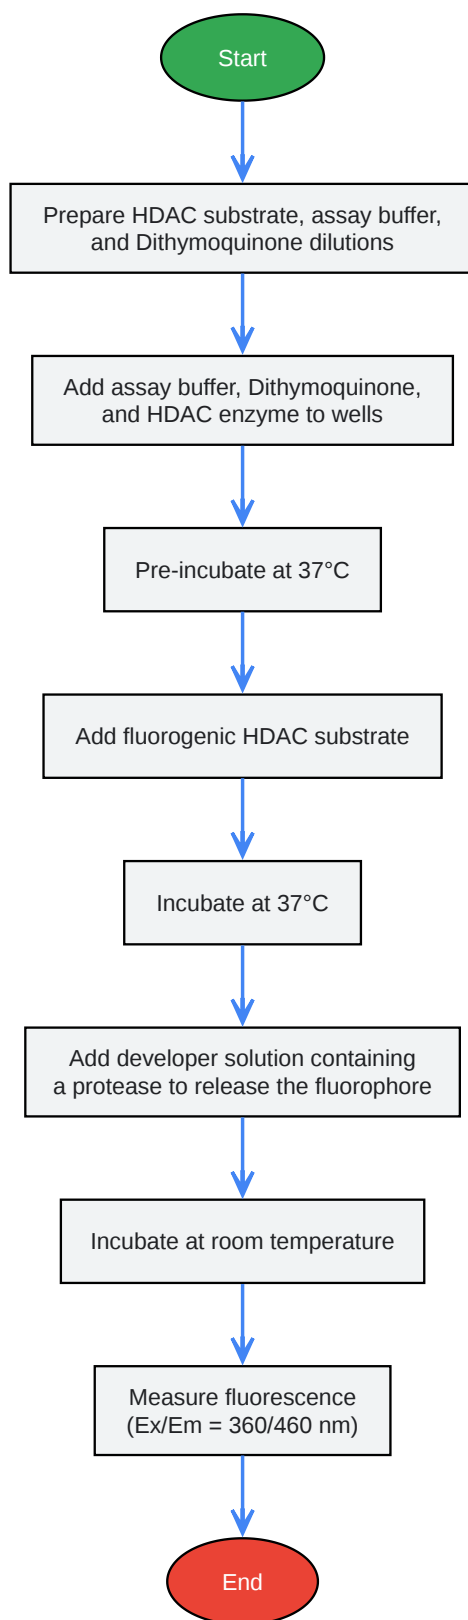 Start
Prepare HDAC substrate, assay buffer,
and Dithymoquinone dilutions
Add assay buffer, Dithymoquinone,
and HDAC enzyme to wells
Pre-incubate at 37°C
Add fluorogenic HDAC substrate
Incubate at 37°C
Add developer solution containing
a protease to release the fluorophore
Incubate at room temperature
Measure fluorescence
(Ex/Em = 360/460 nm)
End